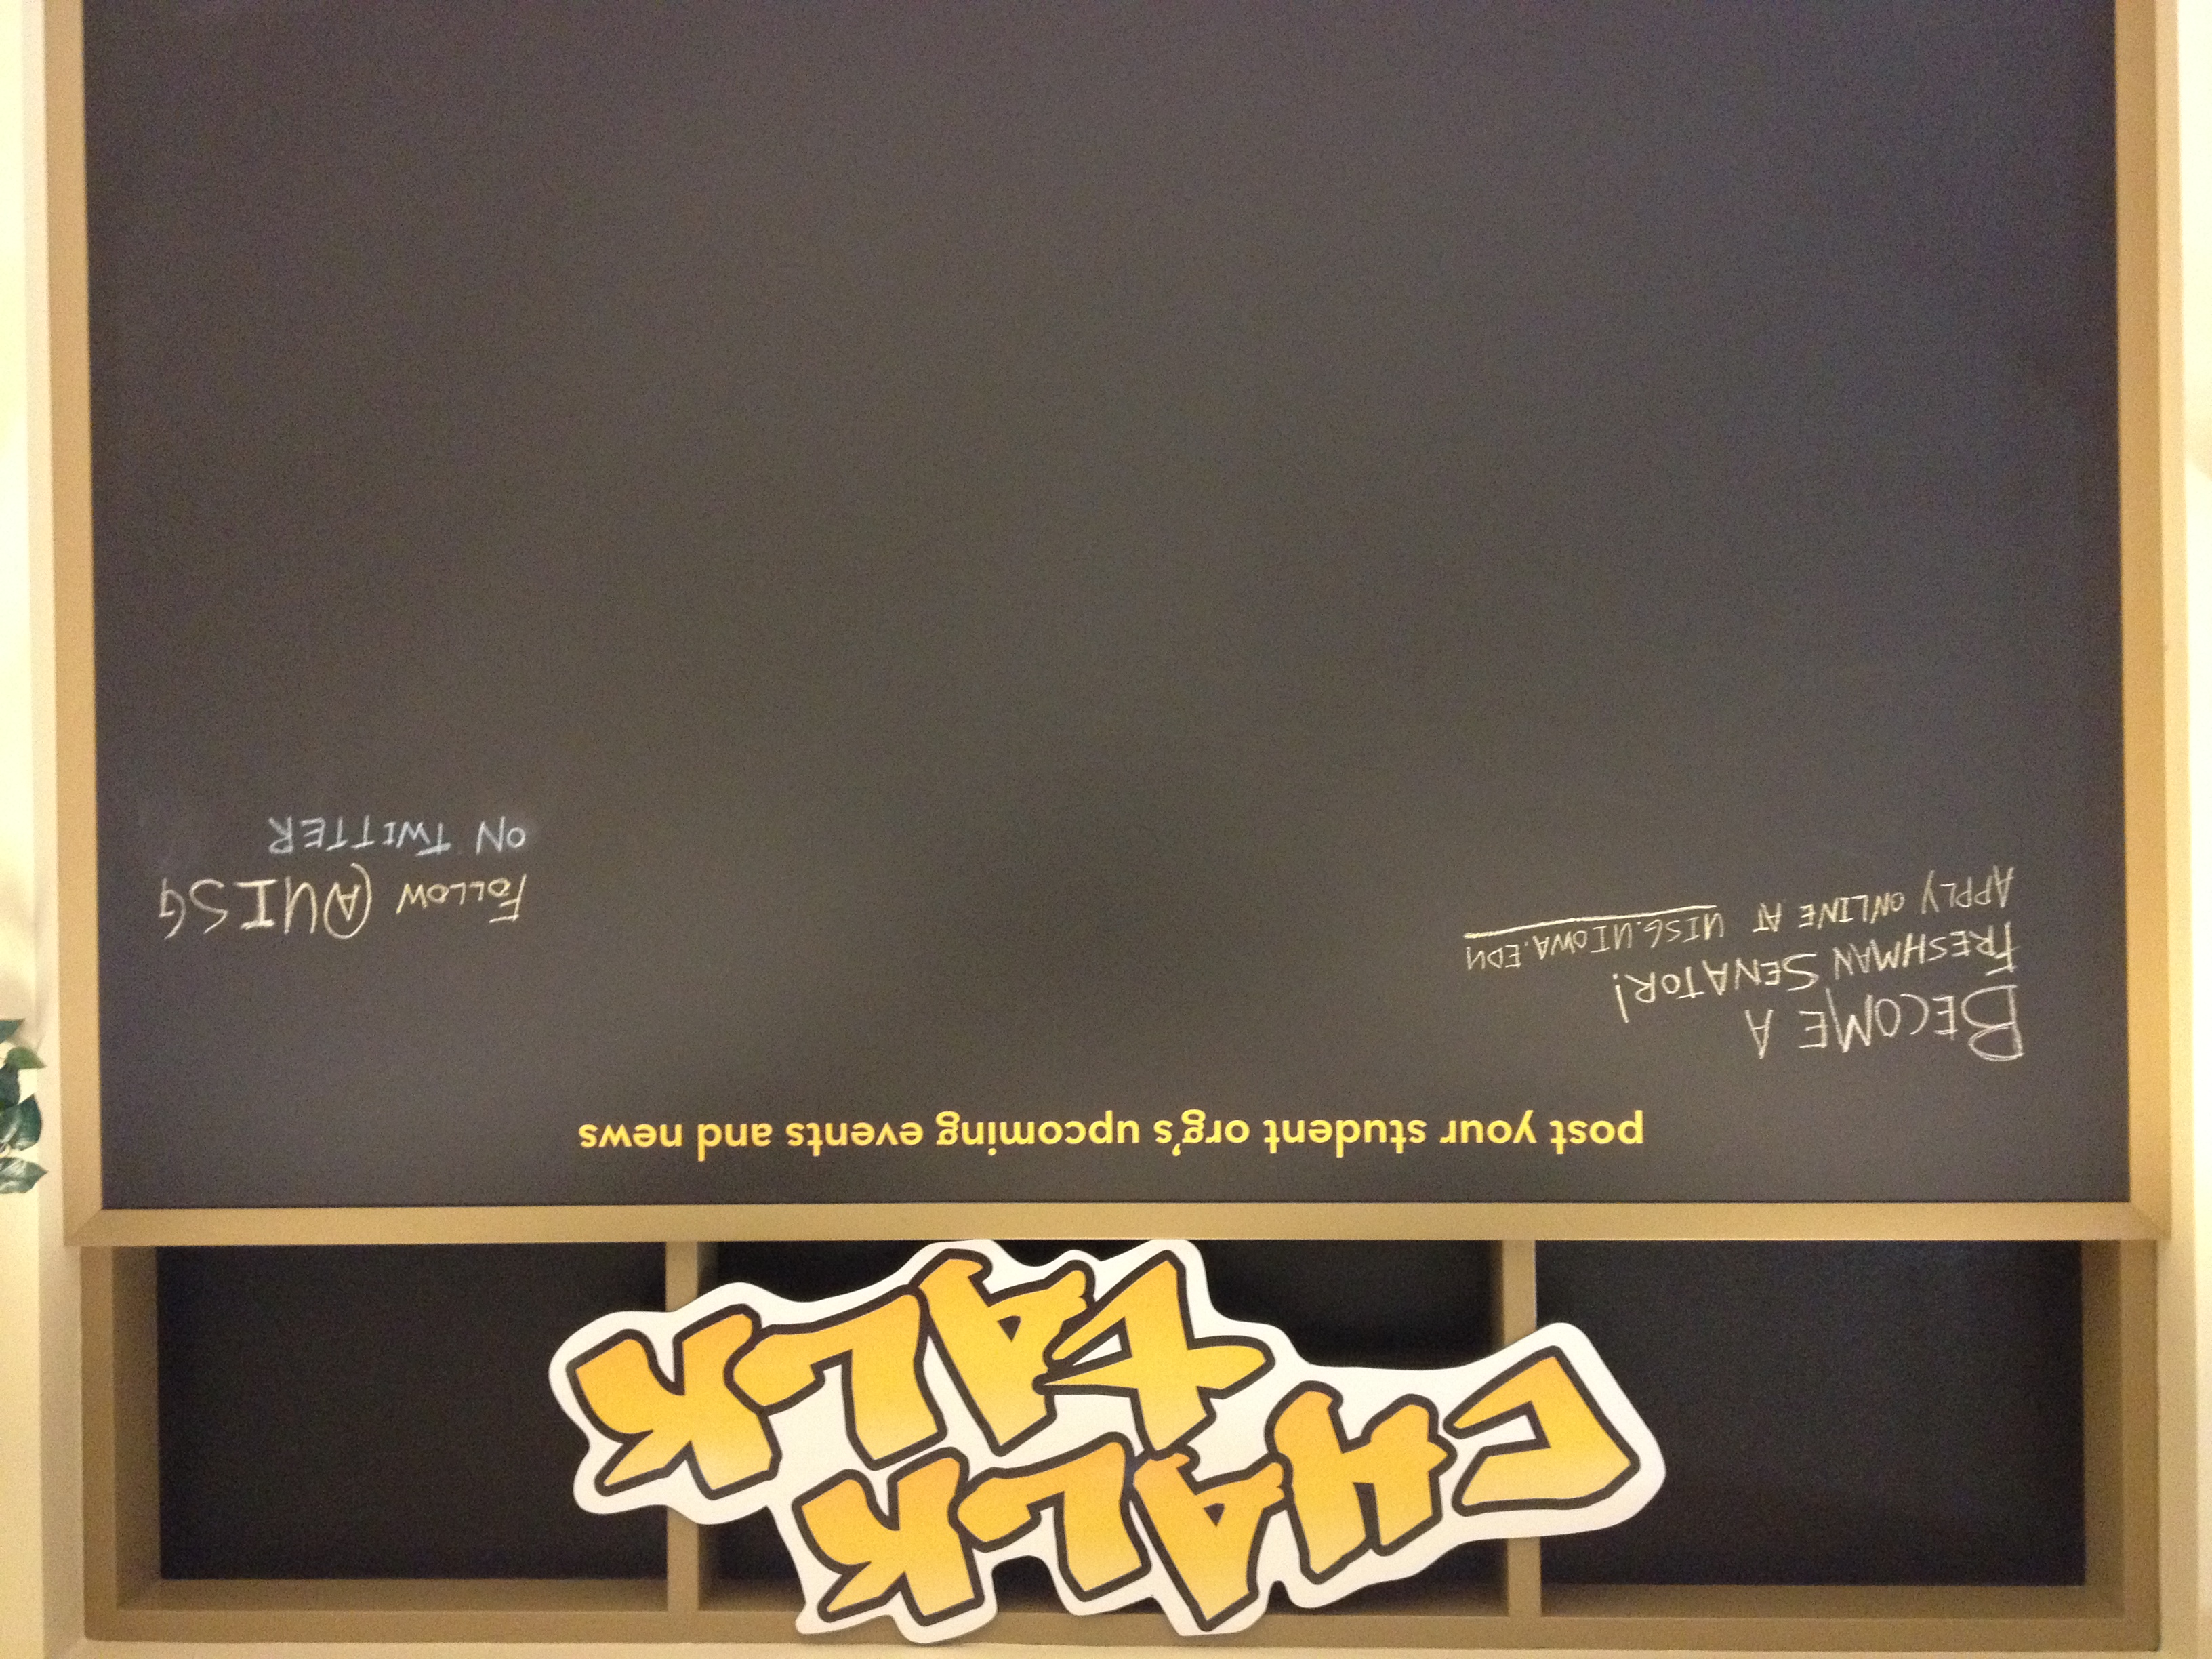 CHALK
tALK
post your student org's upcoming events and news
BECOME A
FRESHMAN SENATOR!
APPLY ONLINE AT UISG.UIOWA.EDU
FOLLOW @UISG
ON TWITTER